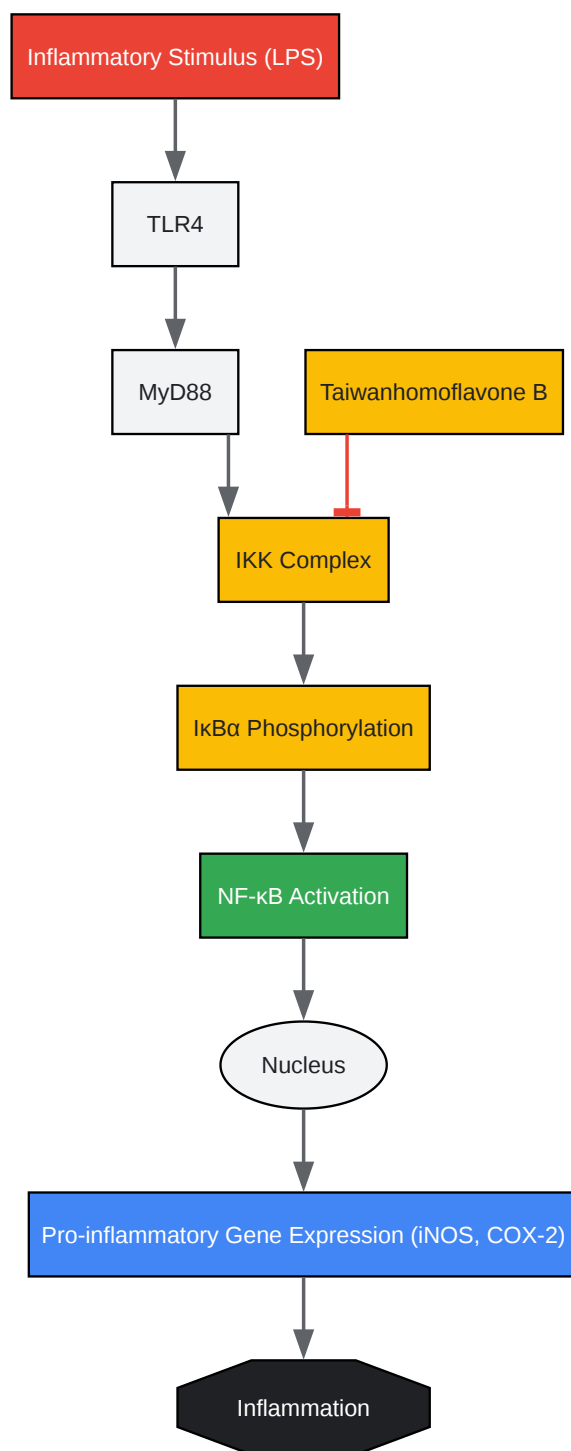 Inflammatory Stimulus (LPS)
TLR4
MyD88
Taiwanhomoflavone B
IKK Complex
IκBα Phosphorylation
NF-κB Activation
Nucleus
Pro-inflammatory Gene Expression (iNOS, COX-2)
Inflammation